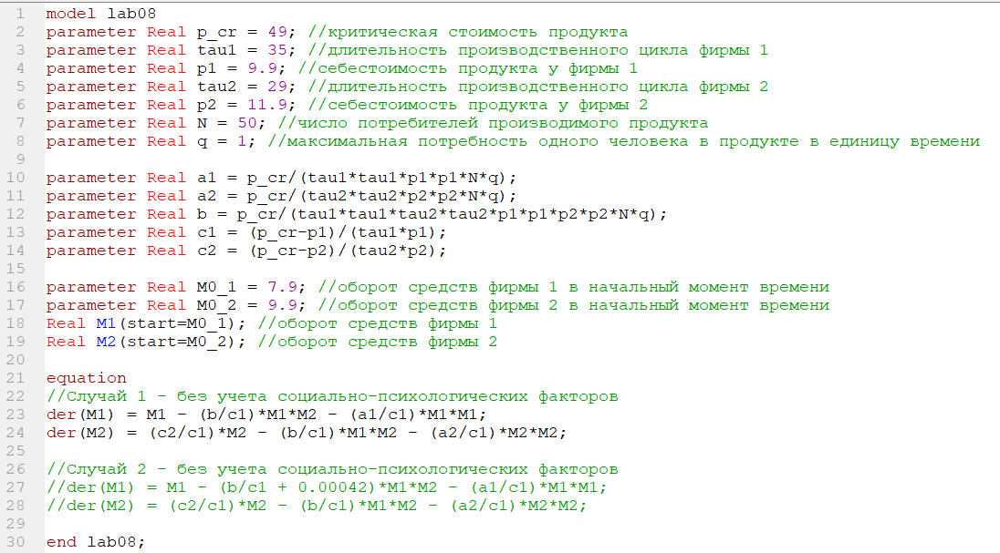 1 model lab08
2 parameter Real p_cr = 49; //критическая стоимость продукта
3 parameter Real tau1 = 35; //длительность производственного цикла фирмы 1
4 parameter Real p1 = 9.9; //себестоимость продукта у фирмы 1
5 parameter Real tau2 = 29; //длительность производственного цикла фирмы 2
6 parameter Real p2 = 11.9; //себестоимость продукта у фирмы 2
7 parameter Real N = 50; //число потребителей производимого продукта
8 parameter Real q = 1; //максимальная потребность одного человека в продукте в единицу времени
9
10 parameter Real a1 = p_cr/(tau1*tau1*p1*p1*N*q);
11 parameter Real a2 = p_cr/(tau2*tau2*p2*p2*N*q);
12 parameter Real b = p_cr/(tau1*tau1*tau2*tau2*p1*p1*p2*p2*N*q);
13 parameter Real c1 = (p_cr-p1)/(tau1*p1);
14 parameter Real c2 = (p_cr-p2)/(tau2*p2);
15
16 parameter Real M0_1 = 7.9; //оборот средств фирмы 1 в начальный момент времени
17 parameter Real M0_2 = 9.9; //оборот средств фирмы 2 в начальный момент времени
18 Real M1(start=M0_1); //оборот средств фирмы 1
19 Real M2(start=M0_2); //оборот средств фирмы 2
20
21 equation
22 //Случай 1 - без учета социально-психологических факторов
23 der(M1) = M1 - (b/c1)*M1*M2 - (a1/c1)*M1*M1;
24 der(M2) = (c2/c1)*M2 - (b/c1)*M1*M2 - (a2/c1)*M2*M2;
25
26 //Случай 2 - без учета социально-психологических факторов
27 //der(M1) = M1 - (b/c1 + 0.00042)*M1*M2 - (a1/c1)*M1*M1;
28 //der(M2) = (c2/c1)*M2 - (b/c1)*M1*M2 - (a2/c1)*M2*M2;
29
30 end lab08;